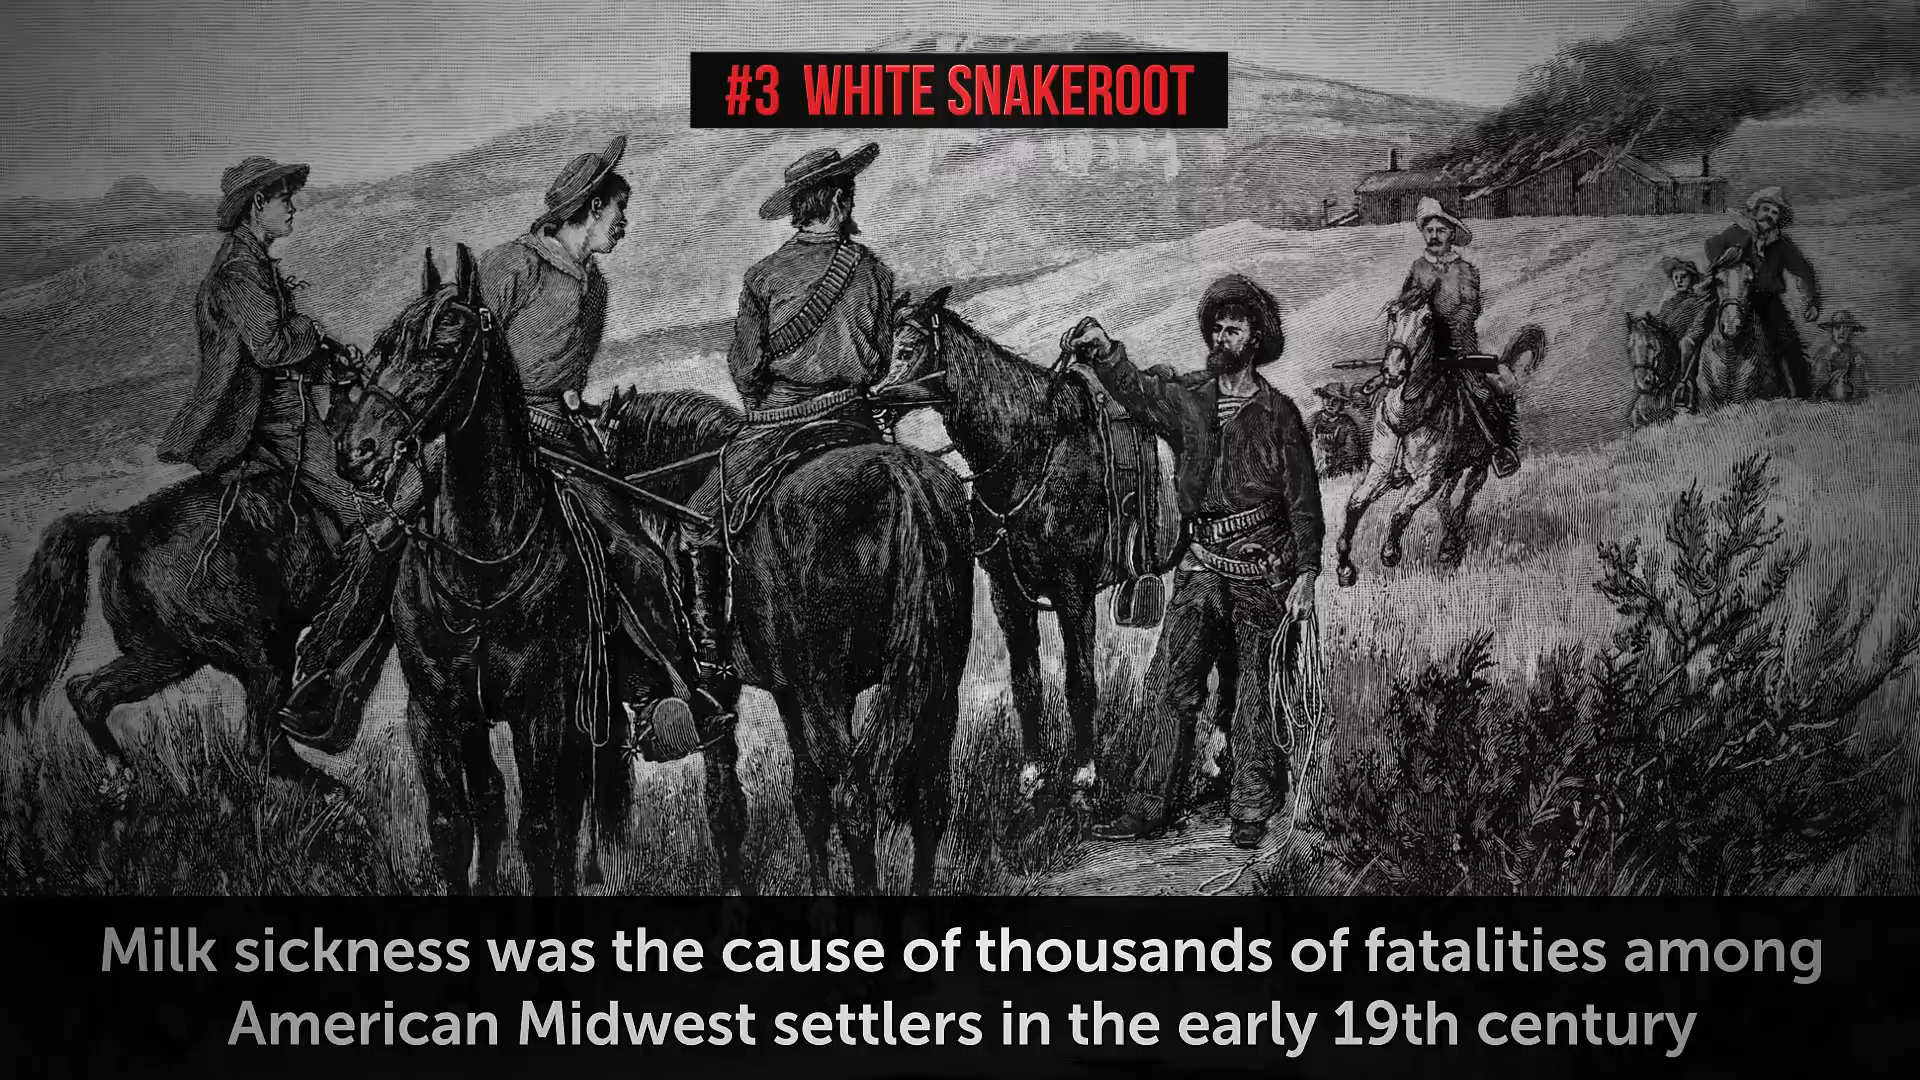 #3 WHITE SNAKEROOT
Milk sickness was the cause of thousands of fatalities among
American Midwest settlers in the early 19th century